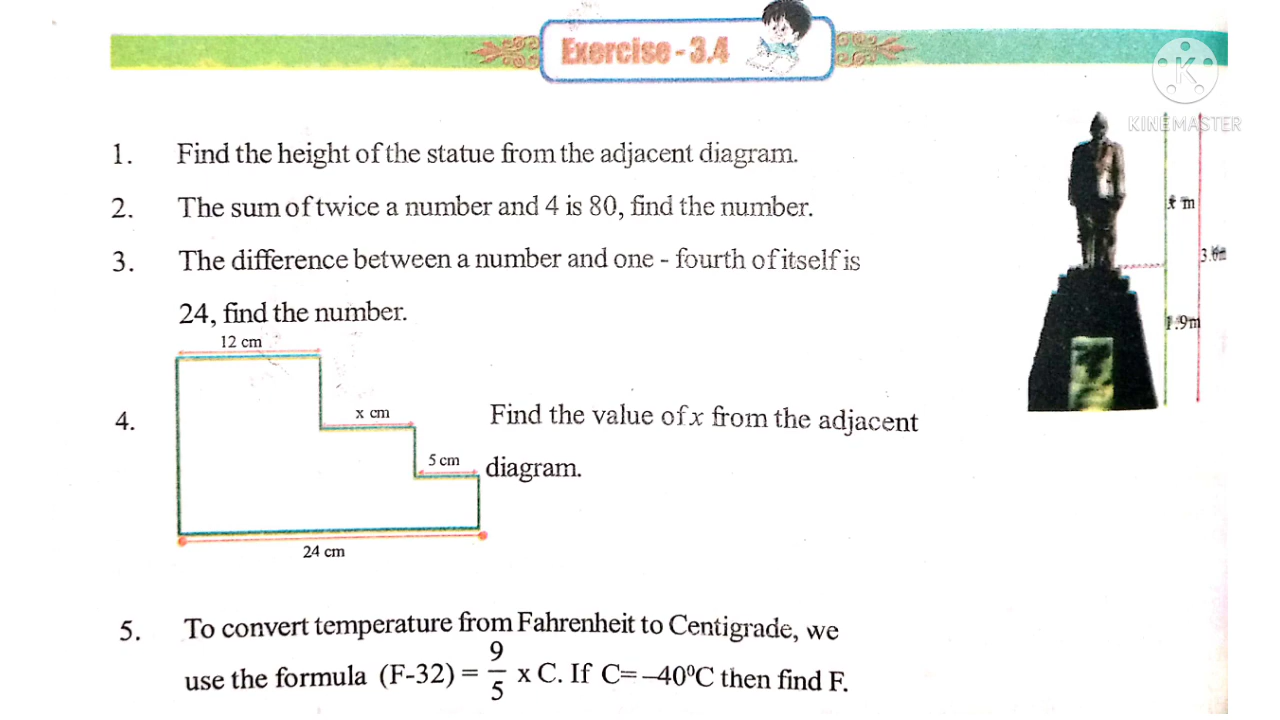 Exercise - 3.4
KINEMASTER
1. Find the height of the statue from the adjacent diagram.
2. The sum of twice a number and 4 is 80, find the number.
3. The difference between a number and one - fourth of itself is
24, find the number.
m
1.9m
12 cm
x cm
5 cm
24 cm
4. Find the value of x from the adjacent
diagram.
5. To convert temperature from Fahrenheit to Centigrade, we
use the formula (F-32) = 9/5 x C. If C= –40⁰C then find F.